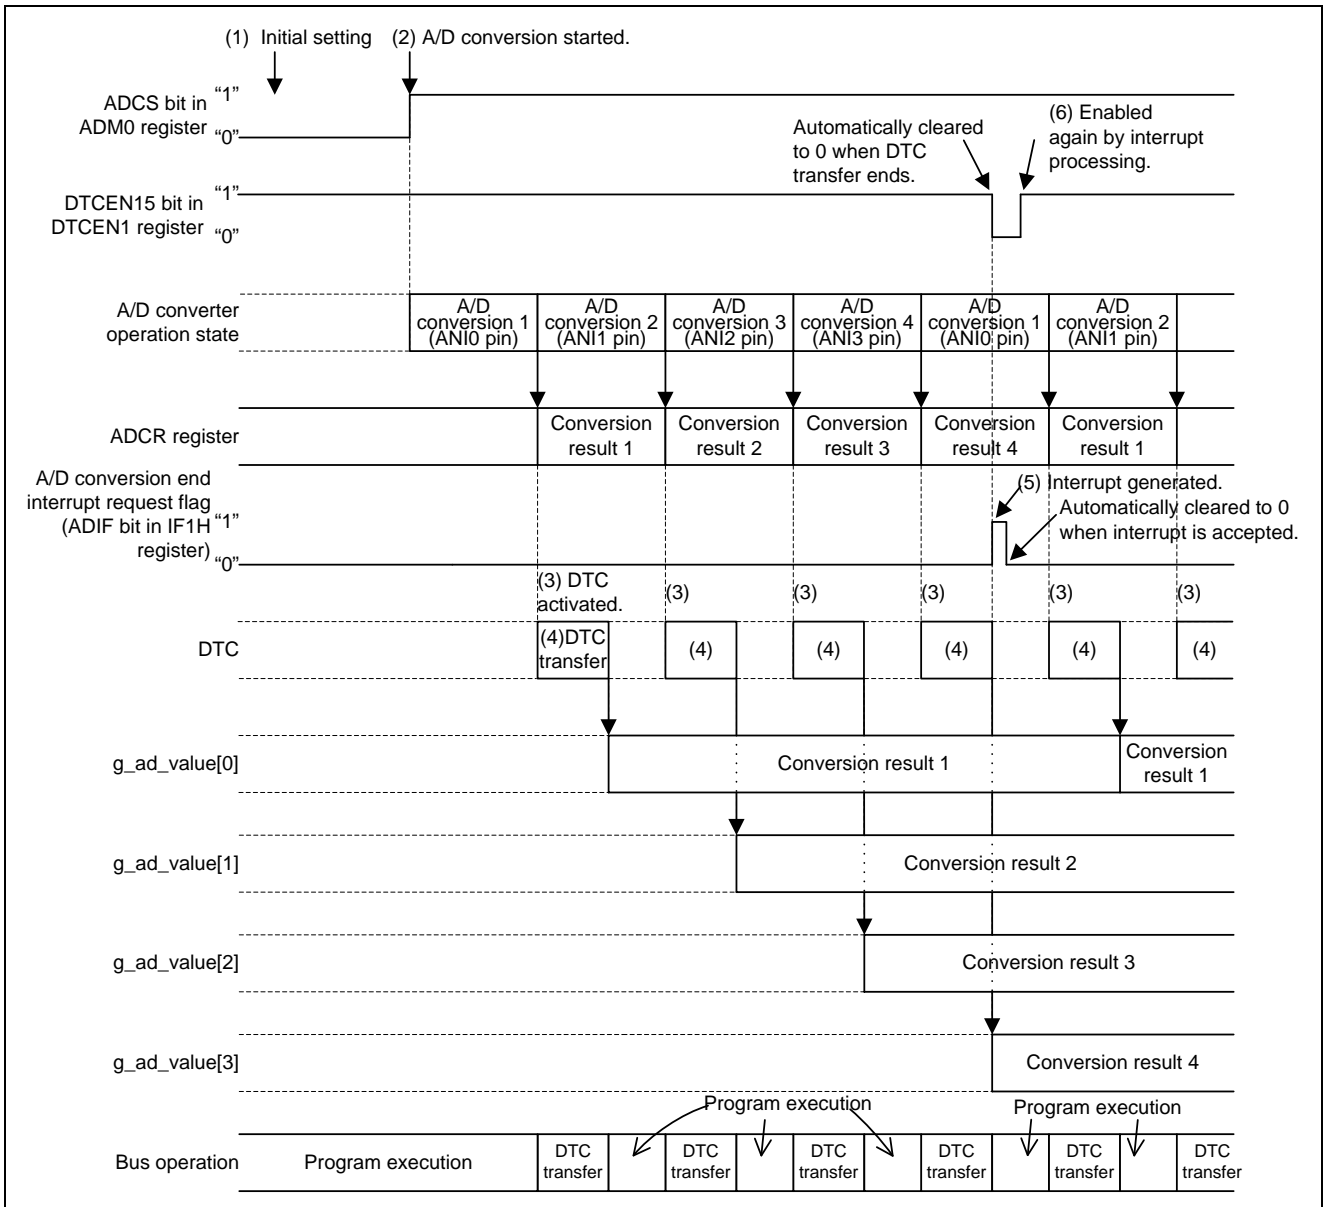 (1) Initial setting
(2) A/D conversion started.
ADCS bit in
ADM0 register
“1”
“0”
Automatically cleared
to 0 when DTC
transfer ends.
(6) Enabled
again by interrupt
processing.
DTCEN15 bit in
DTCEN1 register
“1”
“0”
A/D converter
operation state
A/D
conversion 1
(ANI0 pin)
A/D
conversion 2
(ANI1 pin)
A/D
conversion 3
(ANI2 pin)
A/D
conversion 4
(ANI3 pin)
A/D
conversion 1
(ANI0 pin)
A/D
conversion 2
(ANI1 pin)
ADCR register
Conversion
result 1
Conversion
result 2
Conversion
result 3
Conversion
result 4
Conversion
result 1
A/D conversion end
interrupt request flag
(ADIF bit in IF1H
register)
“1”
“0”
(5) Interrupt generated.
Automatically cleared to 0
when interrupt is accepted.
(3) DTC
activated.
(3)
(3)
(3)
(3)
(3)
DTC
(4)DTC
transfer
(4)
(4)
(4)
(4)
(4)
g_ad_value[0]
Conversion result 1
Conversion
result 1
g_ad_value[1]
Conversion result 2
g_ad_value[2]
Conversion result 3
g_ad_value[3]
Conversion result 4
Program execution
Program execution
Bus operation
Program execution
DTC
transfer
DTC
transfer
DTC
transfer
DTC
transfer
DTC
transfer
DTC
transfer